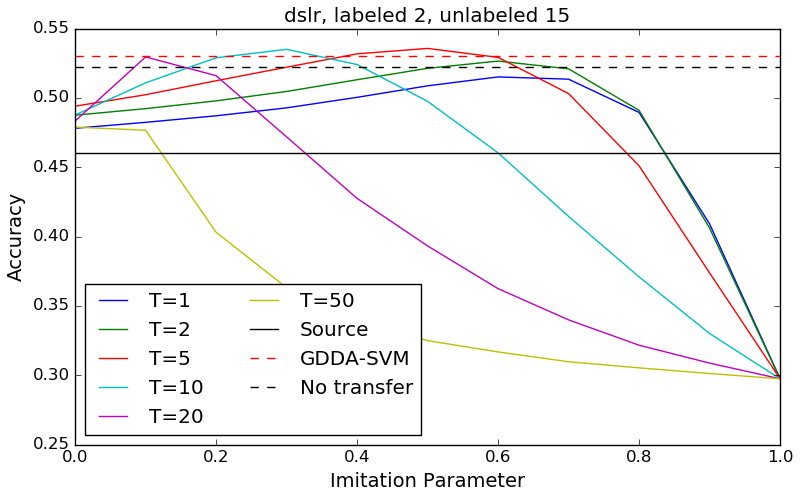 dslr, labeled 2, unlabeled 15
Accuracy
0.55
0.50
0.45
0.40
0.35
0.30
0.25
T=1
T=2
T=5
T=10
T=20
T=50
Source
GDDA-SVM
No transfer
0.0 0.2 0.4 0.6 0.8 1.0
Imitation Parameter